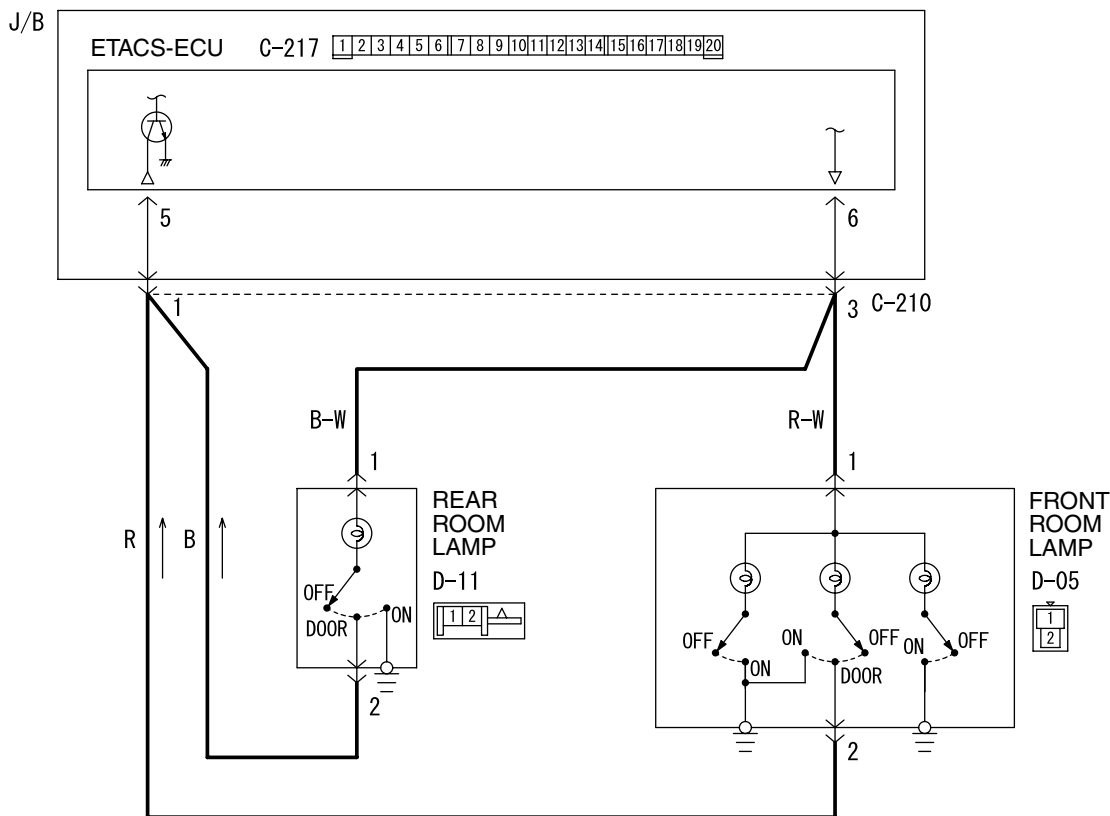 J/B
ETACS-ECU C-217 1 2 3 4 5 6 7 8 9 10 11 12 13 14 15 16 17 18 19 20
5 6
1 3 C-210
B-W R-W
1 1
REAR
ROOM
LAMP
D-11
1 2
FRONT
ROOM
LAMP
D-05
1
2
R B
OFF
DOOR
ON
2
OFF
ON
ON
OFF
DOOR
ON
OFF
2